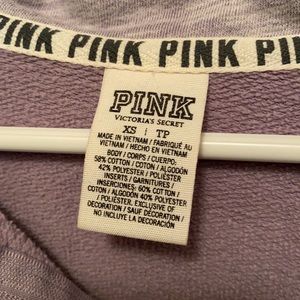 PINK PINK PINK PINK PINK
PINK
VICTORIA'S SECRET
XS | TP
MADE IN VIETNAM / FABRIQUÉ AU
VIETNAM / HECHO EN VIETNAM
BODY / CORPS / CUERPO:
58% COTTON / COTON / ALGODÓN
42% POLYESTER / POLIÉSTER
INSERTS / GARNITURES /
INSERCIONES: 60% COTTON /
COTON / ALGODÓN 40% POLYESTER
/ POLIÉSTER. EXCLUSIVE OF
DECORATION / SAUF DÉCORATION /
NO INCLUYE LA DECORACIÓN